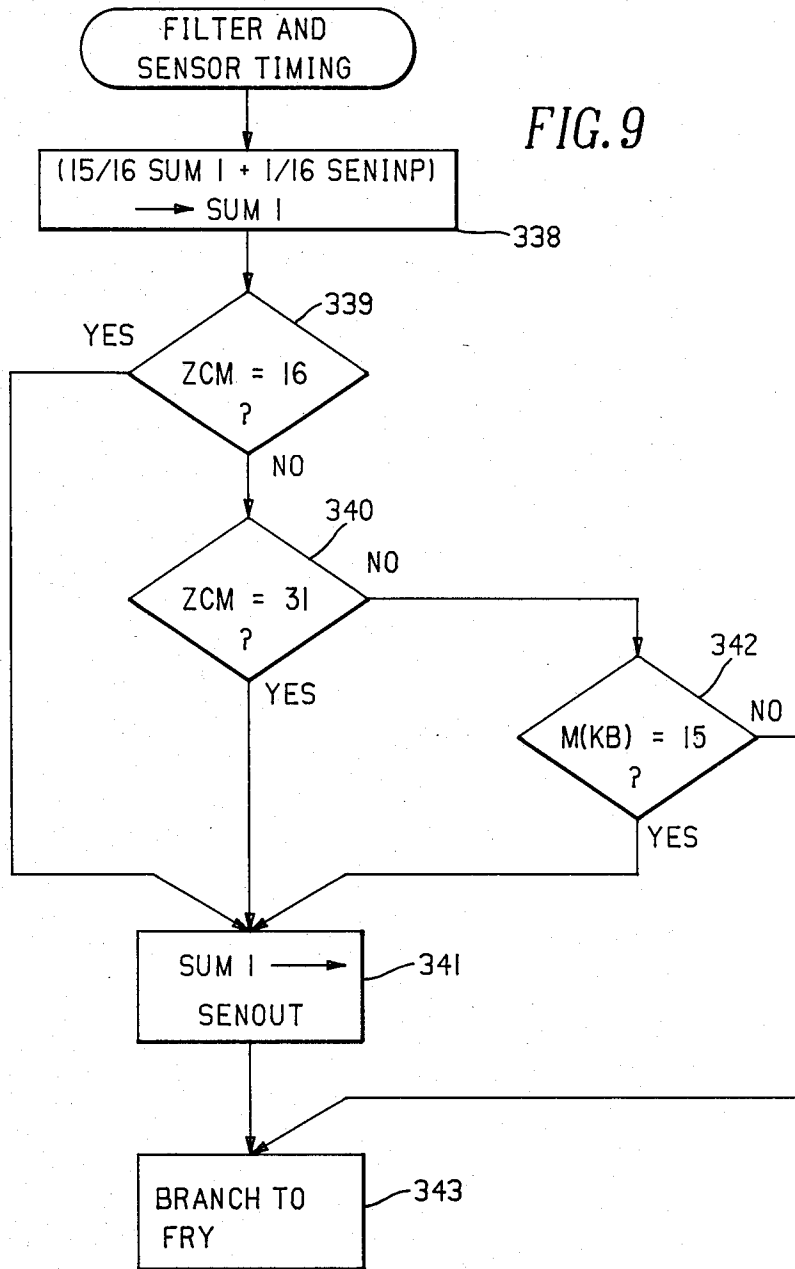 FILTER AND
SENSOR TIMING
FIG. 9
(15/16 SUM 1 + 1/16 SENINP)
→ SUM 1
338
339
YES
ZCM = 16
?
NO
340
NO
ZCM = 31
?
YES
342
NO
M(KB) = 15
?
YES
SUM 1 →
SENOUT
341
BRANCH TO
FRY
343